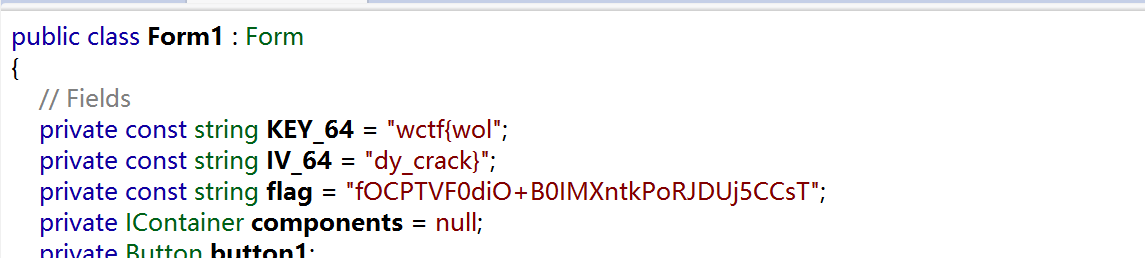 public class Form1 : Form
{
// Fields
private const string KEY_64 = "wctf{wol";
private const string IV_64 = "dy_crack}";
private const string flag = "fOCPTVF0diO+B0IMXntkPoRJDUj5CCsT";
private IContainer components = null;
private Button button1;